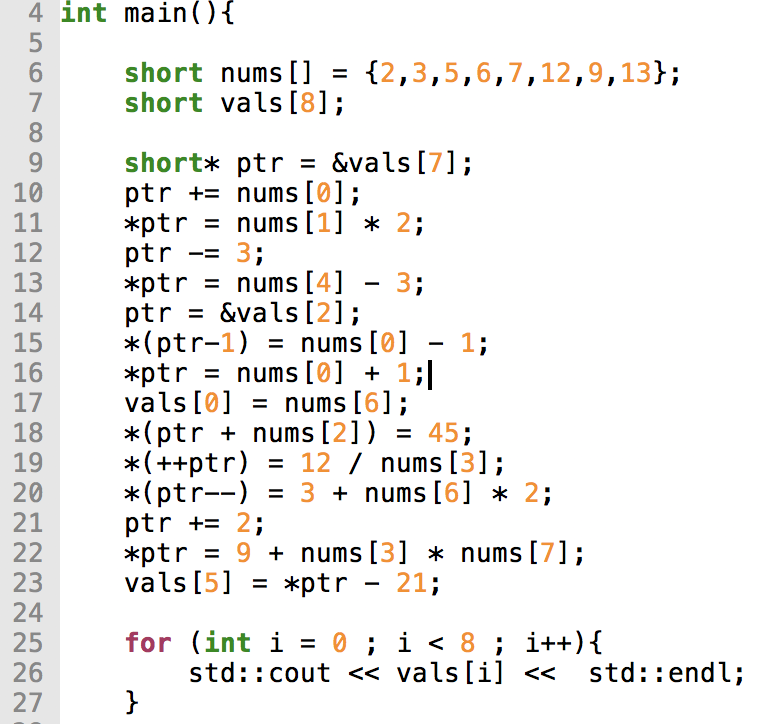 4 int main(){
5
6     short nums[] = {2,3,5,6,7,12,9,13};
7     short vals[8];
8
9     short* ptr = &vals[7];
10     ptr += nums[0];
11     *ptr = nums[1] * 2;
12     ptr -= 3;
13     *ptr = nums[4] - 3;
14     ptr = &vals[2];
15     *(ptr-1) = nums[0] - 1;
16     *ptr = nums[0] + 1;
17     vals[0] = nums[6];
18     *(ptr + nums[2]) = 45;
19     *(++ptr) = 12 / nums[3];
20     *(ptr--) = 3 + nums[6] * 2;
21     ptr += 2;
22     *ptr = 9 + nums[3] * nums[7];
23     vals[5] = *ptr - 21;
24
25     for (int i = 0 ; i < 8 ; i++){
26         std::cout << vals[i] <<  std::endl;
27     }